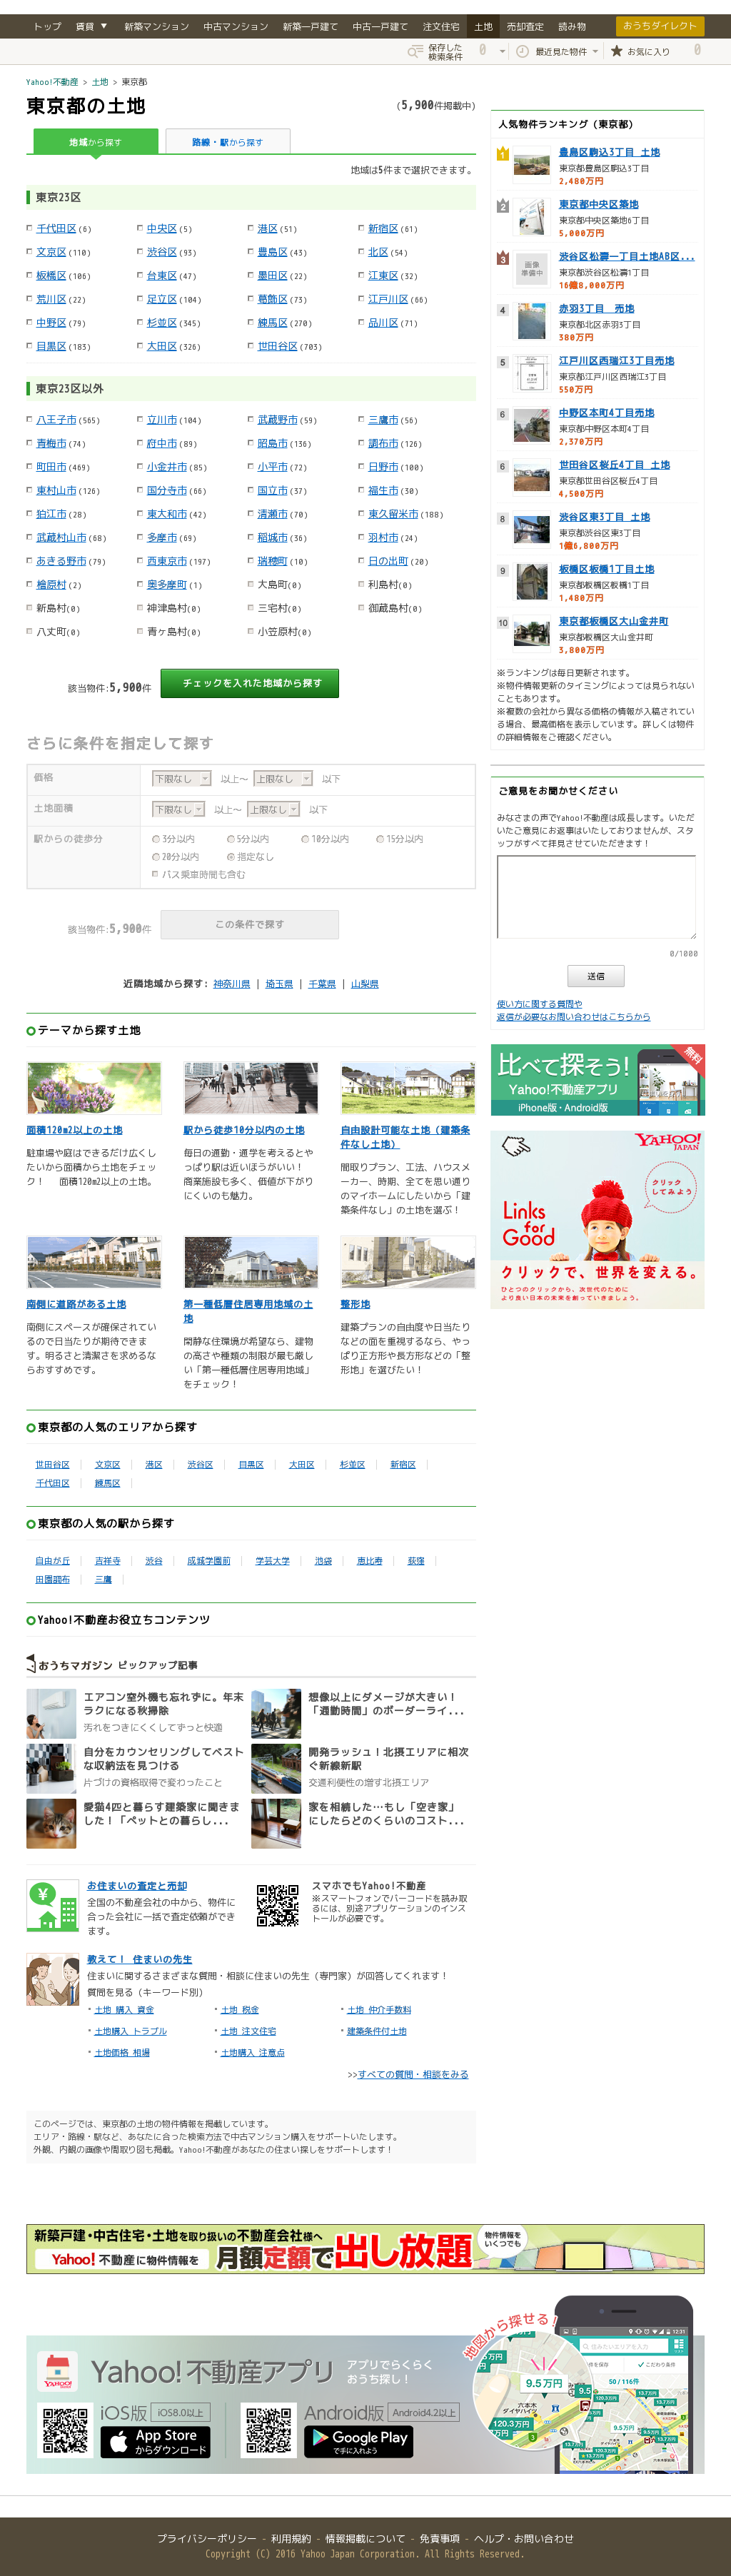 トップ 賃貸 ▼ 新築マンション 中古マンション 新築一戸建て 中古一戸建て 注文住宅 土地 売却査定 読み物 おうちダイレクト
保存した検索条件 0 最近見た物件 お気に入り 0
Yahoo!不動産 > 土地 > 東京都
東京都の土地
(5,900件掲載中)
地域から探す 路線・駅から探す
地域は5件まで選択できます。
東京23区
千代田区(6) 中央区(5) 港区(51) 新宿区(61)
文京区(110) 渋谷区(93) 豊島区(43) 北区(54)
板橋区(106) 台東区(47) 墨田区(22) 江東区(32)
荒川区(22) 足立区(104) 葛飾区(73) 江戸川区(66)
中野区(79) 杉並区(345) 練馬区(270) 品川区(71)
目黒区(183) 大田区(326) 世田谷区(703)
東京23区以外
八王子市(565) 立川市(104) 武蔵野市(59) 三鷹市(56)
青梅市(74) 府中市(89) 昭島市(136) 調布市(126)
町田市(469) 小金井市(85) 小平市(72) 日野市(100)
東村山市(126) 国分寺市(66) 国立市(37) 福生市(30)
狛江市(28) 東大和市(42) 清瀬市(70) 東久留米市(188)
武蔵村山市(68) 多摩市(69) 稲城市(36) 羽村市(24)
あきる野市(79) 西東京市(197) 瑞穂町(10) 日の出町(20)
檜原村(2) 奥多摩町(1) 大島町(0) 利島村(0)
新島村(0) 神津島村(0) 三宅村(0) 御蔵島村(0)
八丈町(0) 青ヶ島村(0) 小笠原村(0)
該当物件:5,900件 チェックを入れた地域から探す
さらに条件を指定して探す
価格 下限なし 以上〜 上限なし 以下
土地面積 下限なし 以上〜 上限なし 以下
駅からの徒歩分 3分以内 5分以内 10分以内 15分以内
20分以内 指定なし
バス乗車時間も含む
該当物件:5,900件 この条件で探す
近隣地域から探す: 神奈川県 | 埼玉県 | 千葉県 | 山梨県
テーマから探す土地
面積120m2以上の土地
駐車場や庭はできるだけ広くしたいから面積から土地をチェック！ 面積120m2以上の土地。
駅から徒歩10分以内の土地
毎日の通勤・通学を考えるとやっぱり駅は近いほうがいい！ 商業施設も多く、価値が下がりにくいのも魅力。
自由設計可能な土地（建築条件なし土地）
間取りプラン、工法、ハウスメーカー、時期、全てを思い通りのマイホームにしたいから「建築条件なし」の土地を選ぶ！
南側に道路がある土地
南側にスペースが確保されているので日当たりが期待できます。明るさと清潔さを求めるならおすすめです。
第一種低層住居専用地域の土地
閑静な住環境が希望なら、建物の高さや種類の制限が最も厳しい「第一種低層住居専用地域」をチェック！
整形地
建築プランの自由度や日当たりなどの面を重視するなら、やっぱり正方形や長方形などの「整形地」を選びたい！
東京都の人気のエリアから探す
世田谷区 文京区 港区 渋谷区 目黒区 大田区 杉並区 新宿区
千代田区 練馬区
東京都の人気の駅から探す
自由が丘 吉祥寺 渋谷 成城学園前 学芸大学 池袋 恵比寿 荻窪
田園調布 三鷹
Yahoo!不動産お役立ちコンテンツ
おうちマガジン ピックアップ記事
エアコン室外機も忘れずに。年末ラクになる秋掃除
汚れをつきにくくしてずっと快適
想像以上にダメージが大きい！「通勤時間」のボーダーライ...
自分をカウンセリングしてベストな収納法を見つける
片づけの資格取得で変わったこと
開発ラッシュ！北摂エリアに相次ぐ新線新駅
交通利便性の増す北摂エリア
愛猫4匹と暮らす建築家に聞きました！「ペットとの暮らし...
家を相続した…もし「空き家」にしたらどのくらいのコスト...
お住まいの査定と売却
全国の不動産会社の中から、物件に合った会社に一括で査定依頼ができます。
スマホでもYahoo!不動産
※スマートフォンでバーコードを読み取るには、別途アプリケーションのインストールが必要です。
教えて！ 住まいの先生
住まいに関するさまざまな質問・相談に住まいの先生（専門家）が回答してくれます！
質問を見る（キーワード別）
土地 購入 資金 土地 税金 土地 仲介手数料
土地購入 トラブル 土地 注文住宅 建築条件付土地
土地価格 相場 土地購入 注意点
>>すべての質問・相談をみる
このページでは、東京都の土地の物件情報を掲載しています。
エリア・路線・駅など、あなたに合った検索方法で中古マンション購入をサポートいたします。
外観、内観の画像や間取り図も掲載。Yahoo!不動産があなたの住まい探しをサポートします！
人気物件ランキング（東京都）
1 豊島区駒込3丁目 土地
東京都豊島区駒込3丁目
2,480万円
2 東京都中央区築地
東京都中央区築地6丁目
5,000万円
3 画像準備中 渋谷区松濤一丁目土地AB区...
東京都渋谷区松濤1丁目
16億8,000万円
4 赤羽3丁目 売地
東京都北区赤羽3丁目
380万円
5 江戸川区西瑞江3丁目売地
東京都江戸川区西瑞江3丁目
550万円
6 中野区本町4丁目売地
東京都中野区本町4丁目
2,370万円
6 世田谷区桜丘4丁目 土地
東京都世田谷区桜丘4丁目
4,500万円
8 渋谷区東3丁目 土地
東京都渋谷区東3丁目
1億6,800万円
9 板橋区板橋1丁目土地
東京都板橋区板橋1丁目
1,480万円
10 東京都板橋区大山金井町
東京都板橋区大山金井町
3,800万円
※ランキングは毎日更新されます。
※物件情報更新のタイミングによっては見られないこともあります。
※複数の会社から異なる価格の情報が入稿されている場合、最高価格を表示しています。詳しくは物件の詳細情報をご確認ください。
ご意見をお聞かせください
みなさまの声でYahoo!不動産は成長します。いただいたご意見にお返事はいたしておりませんが、スタッフがすべて拝見させていただきます！
0/1000
送信
使い方に関する質問や
返信が必要なお問い合わせはこちらから
比べて探そう! 無料
Yahoo!不動産アプリ
iPhone版・Android版
YAHOO! JAPAN
クリックしてみよう
Links for Good
クリックで、世界を変える。
ひとつのクリックから、次世代のために
より良い日本の未来を創っていきましょう。
新築戸建・中古住宅・土地を取り扱いの不動産会社様へ
Yahoo!不動産に物件情報を 月額定額で出し放題
物件情報をいくつでも
地図から探せる!
Yahoo!不動産アプリ アプリでらくらくおうち探し！
iOS版 iOS8.0以上 Android版 Android4.2以上
App Storeからダウンロード Google Playで手に入れよう
プライバシーポリシー - 利用規約 - 情報掲載について - 免責事項 - ヘルプ・お問い合わせ
Copyright (C) 2016 Yahoo Japan Corporation. All Rights Reserved.